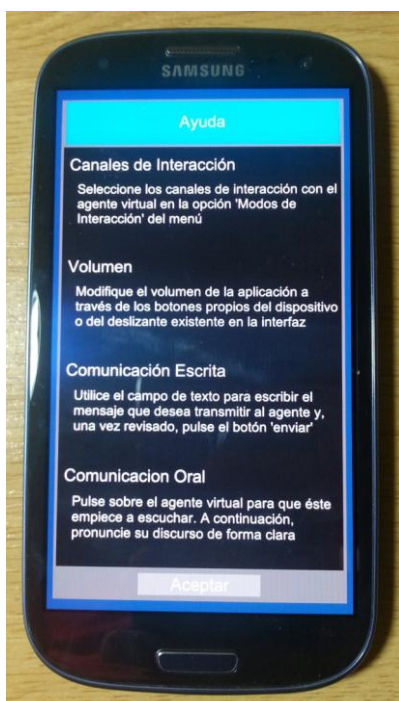 SAMSUNG
Ayuda
Canales de Interacción
Seleccione los canales de interacción con el
agente virtual en la opción 'Modos de
Interacción' del menú
Volumen
Modifique el volumen de la aplicación a
través de los botones propios del dispositivo
o del deslizante existente en la interfaz
Comunicación Escrita
Utilice el campo de texto para escribir el
mensaje que desea transmitir al agente y,
una vez revisado, pulse el botón 'enviar'
Comunicacion Oral
Pulse sobre el agente virtual para que éste
empiece a escuchar. A continuación,
pronuncie su discurso de forma clara
Aceptar